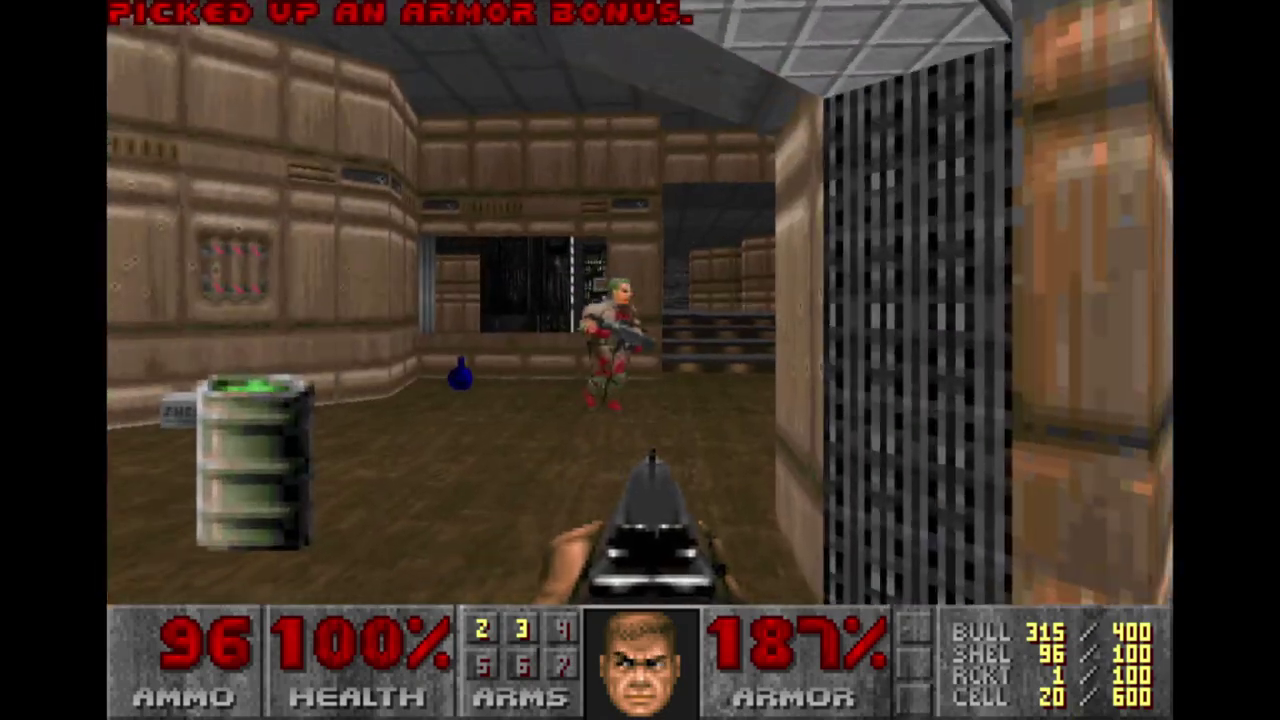 PICKED UP AN ARMOR BONUS.
96 100% 2 3 4 187% BULL 315 / 400
SHEL 96 / 100
5 6 7 RCKT 1 / 100
AMMO HEALTH ARMS ARMOR CELL 20 / 600